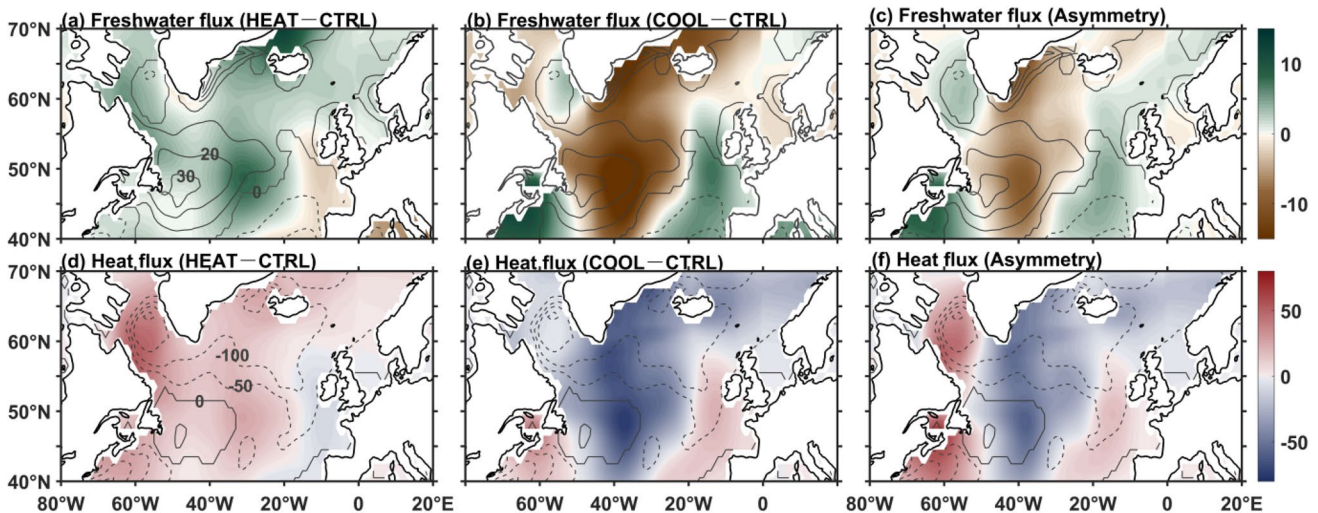 (a) Freshwater flux (HEAT－CTRL) (b) Freshwater flux (COOL－CTRL) (c) Freshwater flux (Asymmetry)
70°N
60°N
50°N
40°N
20
30
0
10
0
-10
(d) Heat flux (HEAT－CTRL) (e) Heat flux (COOL－CTRL) (f) Heat flux (Asymmetry)
70°N
60°N
50°N
40°N
-100
-50
0
50
0
-50
80°W 60°W 40°W 20°W 0 60°W 40°W 20°W 0 60°W 40°W 20°W 0 20°E